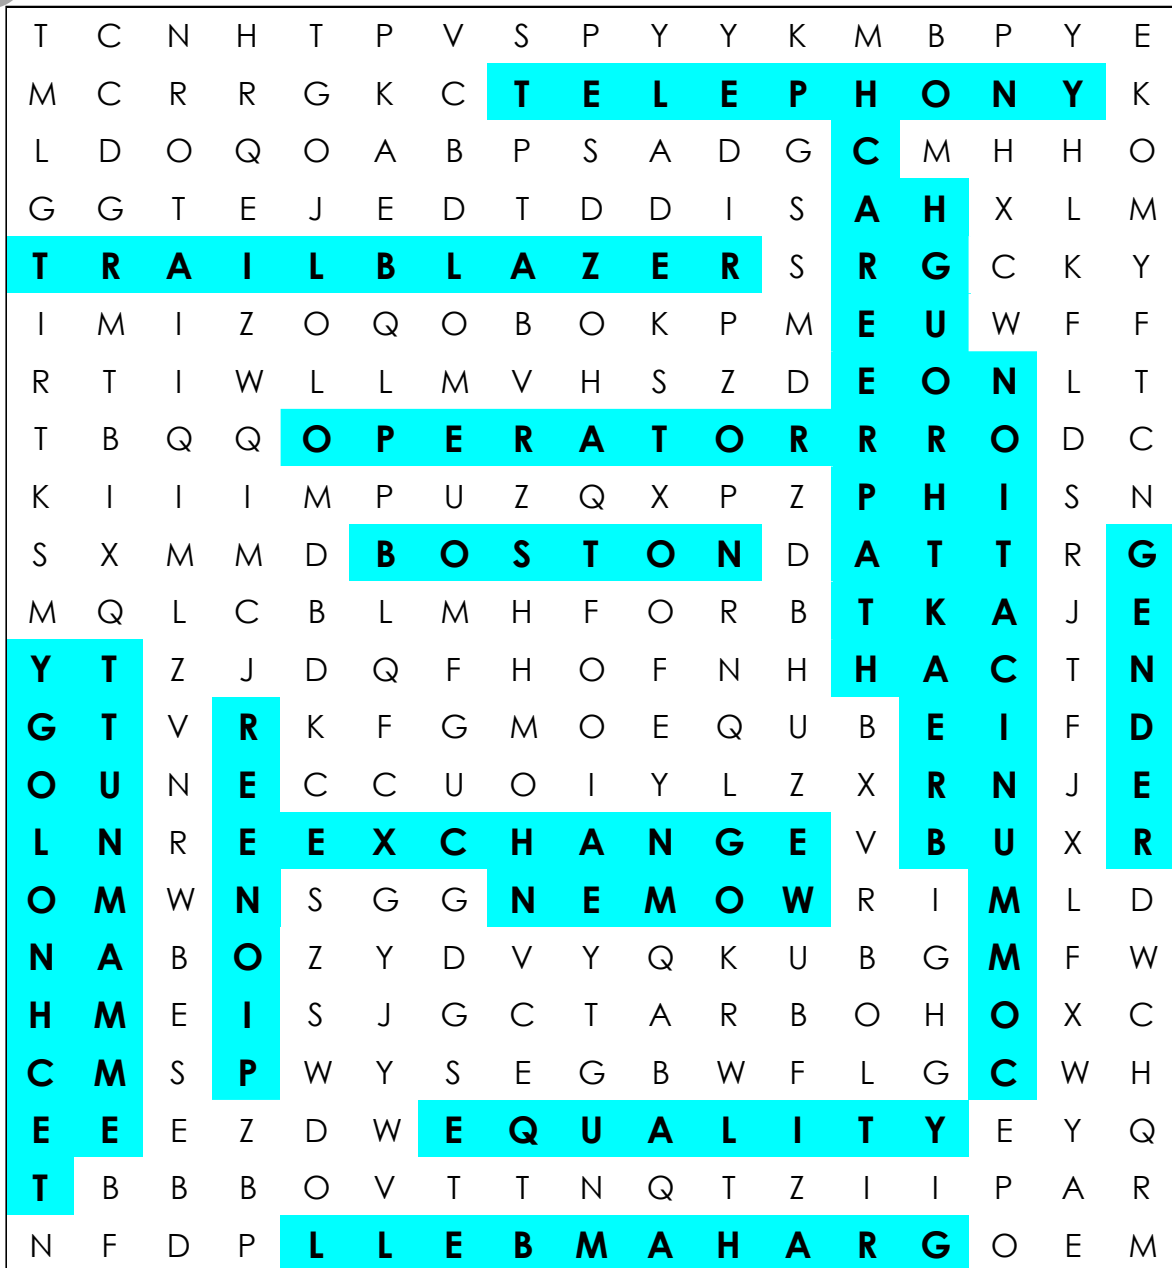 T C N H T P V S P Y Y K M B P Y E
M C R R G K C T E L E P H O N Y K
L D O Q O A B P S A D G C M H H O
G G T E J E D T D D I S A H X L M
T R A I L B L A Z E R S R G C K Y
I M I Z O Q O B O K P M E U W F F
R T I W L L M V H S Z D E O N L T
T B Q Q O P E R A T O R R R O D C
K I I I M P U Z Q X P Z P H I S N
S X M M D B O S T O N D A T T R G
M Q L C B L M H F O R B T K A J E
Y T Z J D Q F H O F N H H A C T N
G T V R K F G M O E Q U B E I F D
O U N E C C U O I Y L Z X R N J E
L N R E E X C H A N G E V B U X R
O M W N S G G N E M O W R I M L D
N A B O Z Y D V Y Q K U B G M F W
H M E I S J G C T A R B O H O X C
C M S P W Y S E G B W F L G C W H
E E E Z D W E Q U A L I T Y E Y Q
T B B B O V T T N Q T Z I I P A R
N F D P L L E B M A H A R G O E M